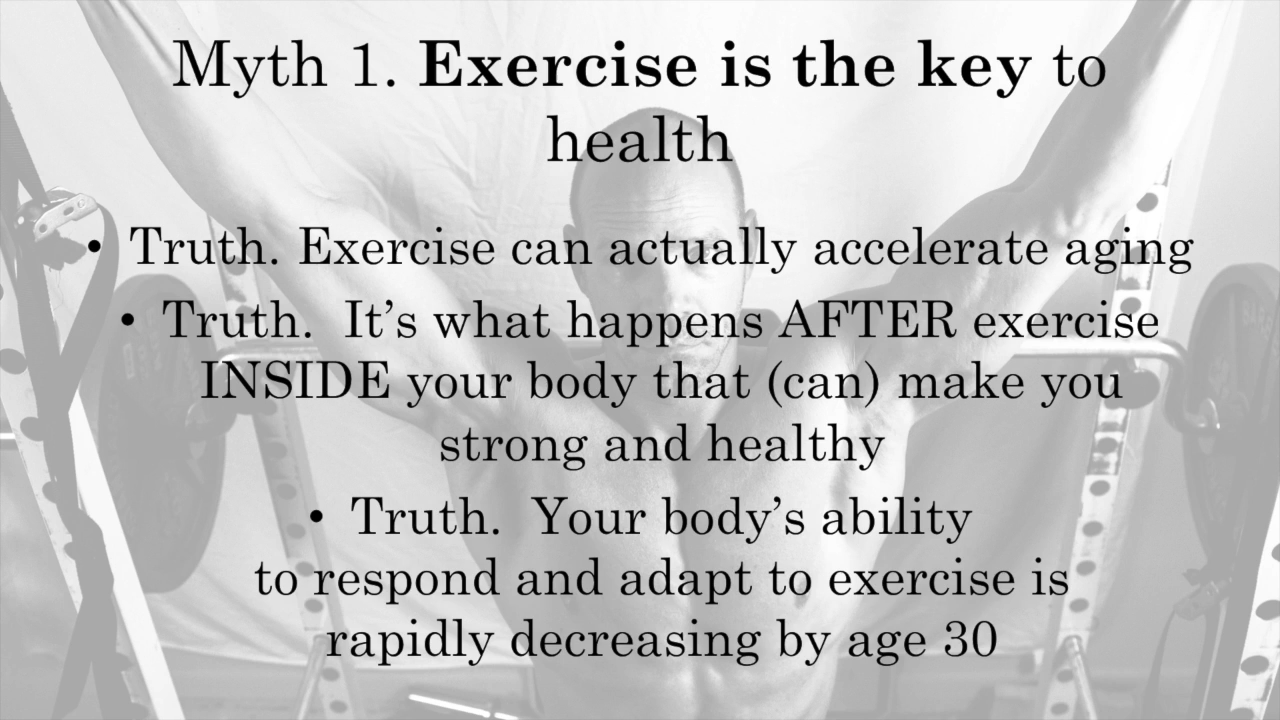 Myth 1. Exercise is the key to
health
• Truth. Exercise can actually accelerate aging
• Truth.  It’s what happens AFTER exercise
INSIDE your body that (can) make you
strong and healthy
• Truth.  Your body’s ability
to respond and adapt to exercise is
rapidly decreasing by age 30